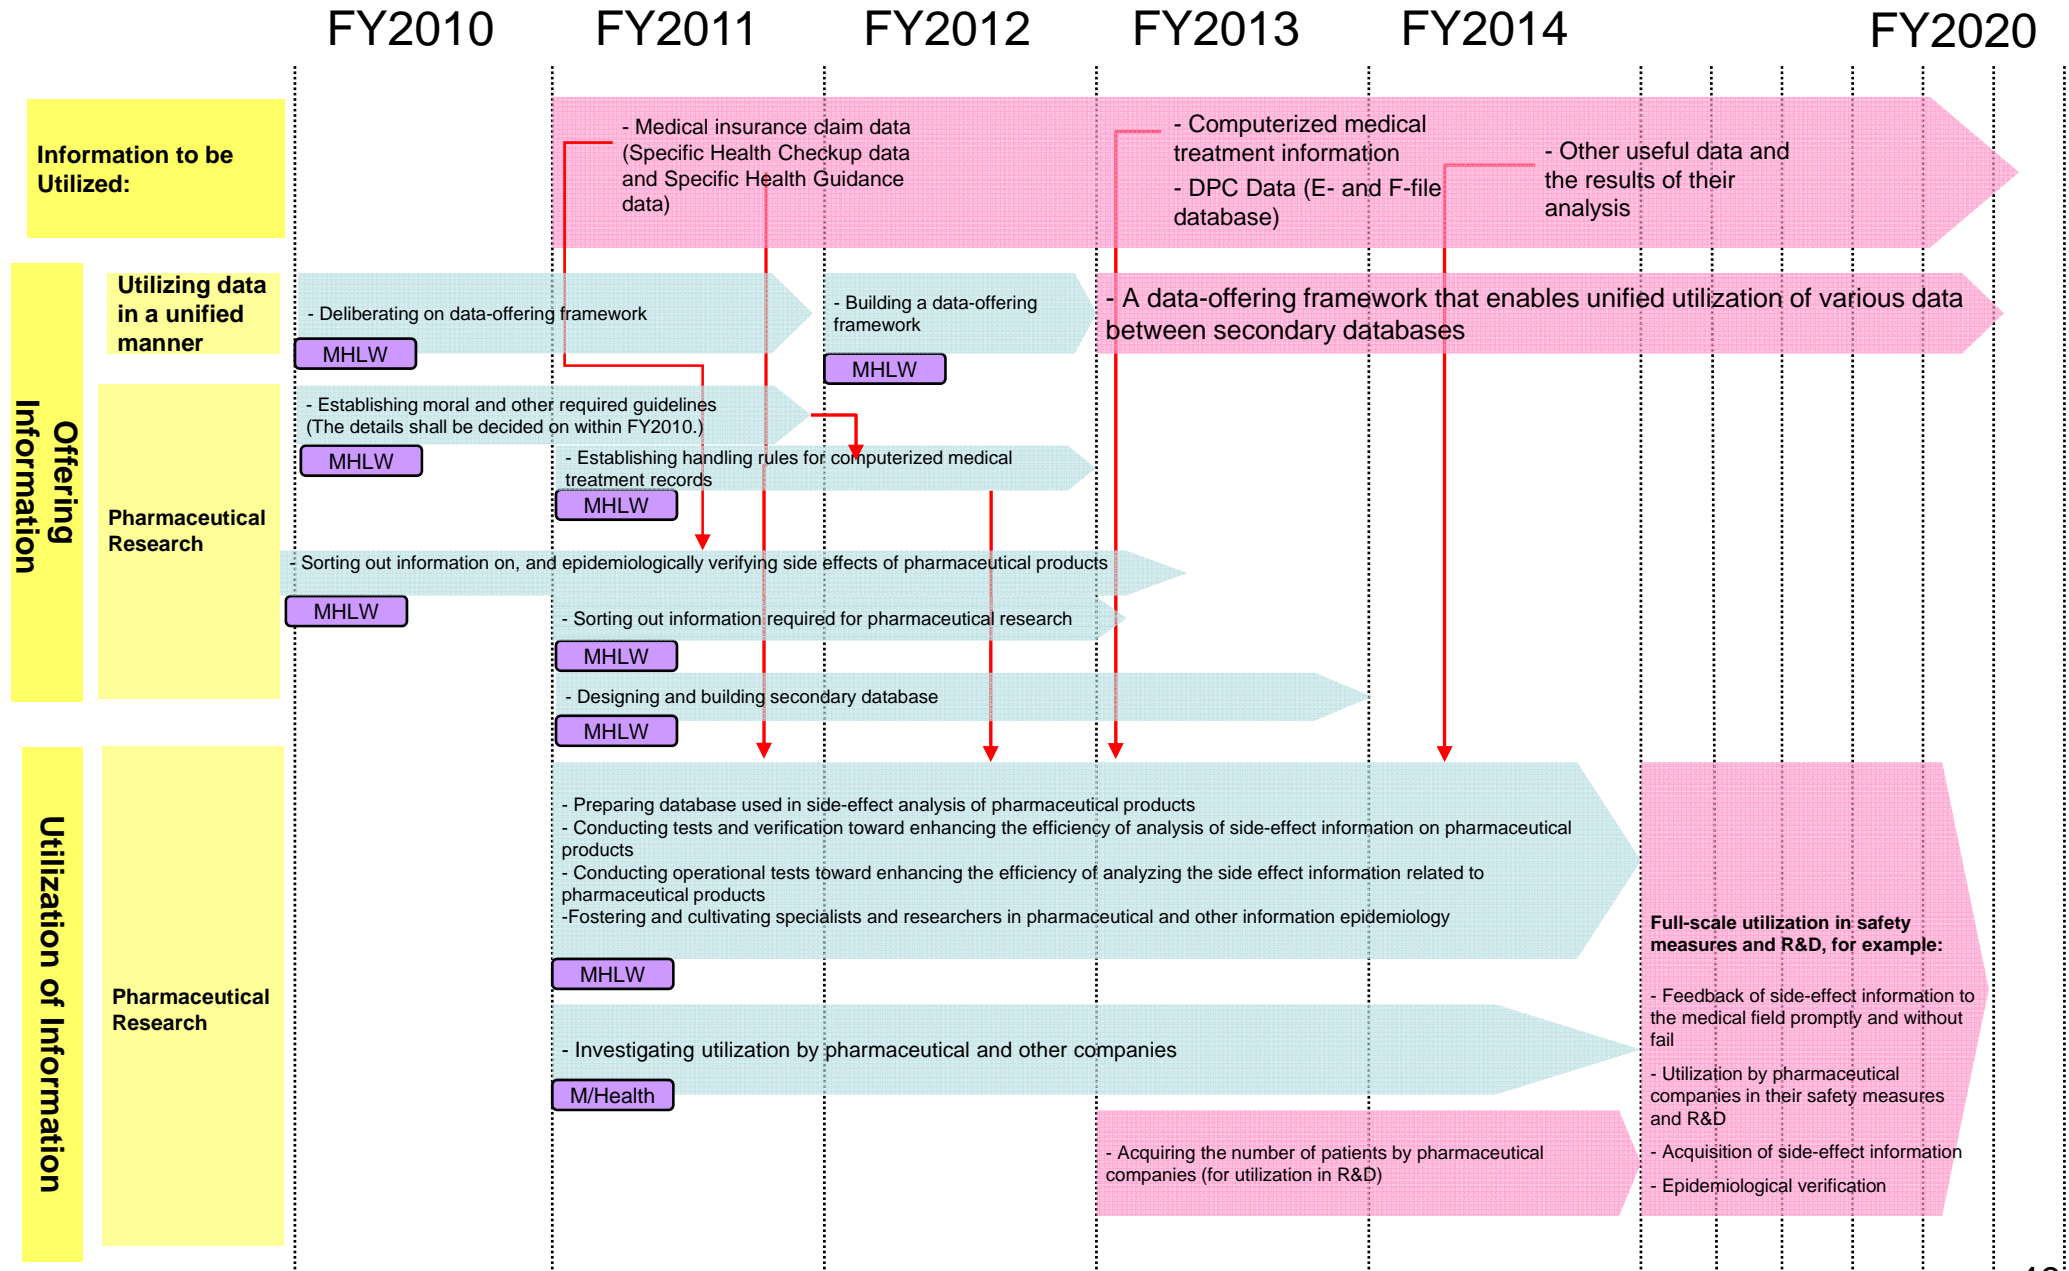 FY2010 FY2011 FY2012 FY2013 FY2014 FY2020
Information to be
Utilized:
- Medical insurance claim data
(Specific Health Checkup data
and Specific Health Guidance
data)
- Computerized medical
treatment information
- DPC Data (E- and F-file
database)
- Other useful data and
the results of their
analysis
Offering
Information
Utilizing data
in a unified
manner
- Deliberating on data-offering framework
MHLW
- Building a data-offering
framework
MHLW
- A data-offering framework that enables unified utilization of various data
between secondary databases
Pharmaceutical
Research
- Establishing moral and other required guidelines
(The details shall be decided on within FY2010.)
MHLW
- Establishing handling rules for computerized medical
treatment records
MHLW
- Sorting out information on, and epidemiologically verifying side effects of pharmaceutical products
MHLW
- Sorting out information required for pharmaceutical research
MHLW
- Designing and building secondary database
MHLW
Utilization of Information
Pharmaceutical
Research
- Preparing database used in side-effect analysis of pharmaceutical products
- Conducting tests and verification toward enhancing the efficiency of analysis of side-effect information on pharmaceutical
products
- Conducting operational tests toward enhancing the efficiency of analyzing the side effect information related to
pharmaceutical products
-Fostering and cultivating specialists and researchers in pharmaceutical and other information epidemiology
MHLW
- Investigating utilization by pharmaceutical and other companies
M/Health
- Acquiring the number of patients by pharmaceutical
companies (for utilization in R&D)
Full-scale utilization in safety
measures and R&D, for example:
- Feedback of side-effect information to
the medical field promptly and without
fail
- Utilization by pharmaceutical
companies in their safety measures
and R&D
- Acquisition of side-effect information
- Epidemiological verification